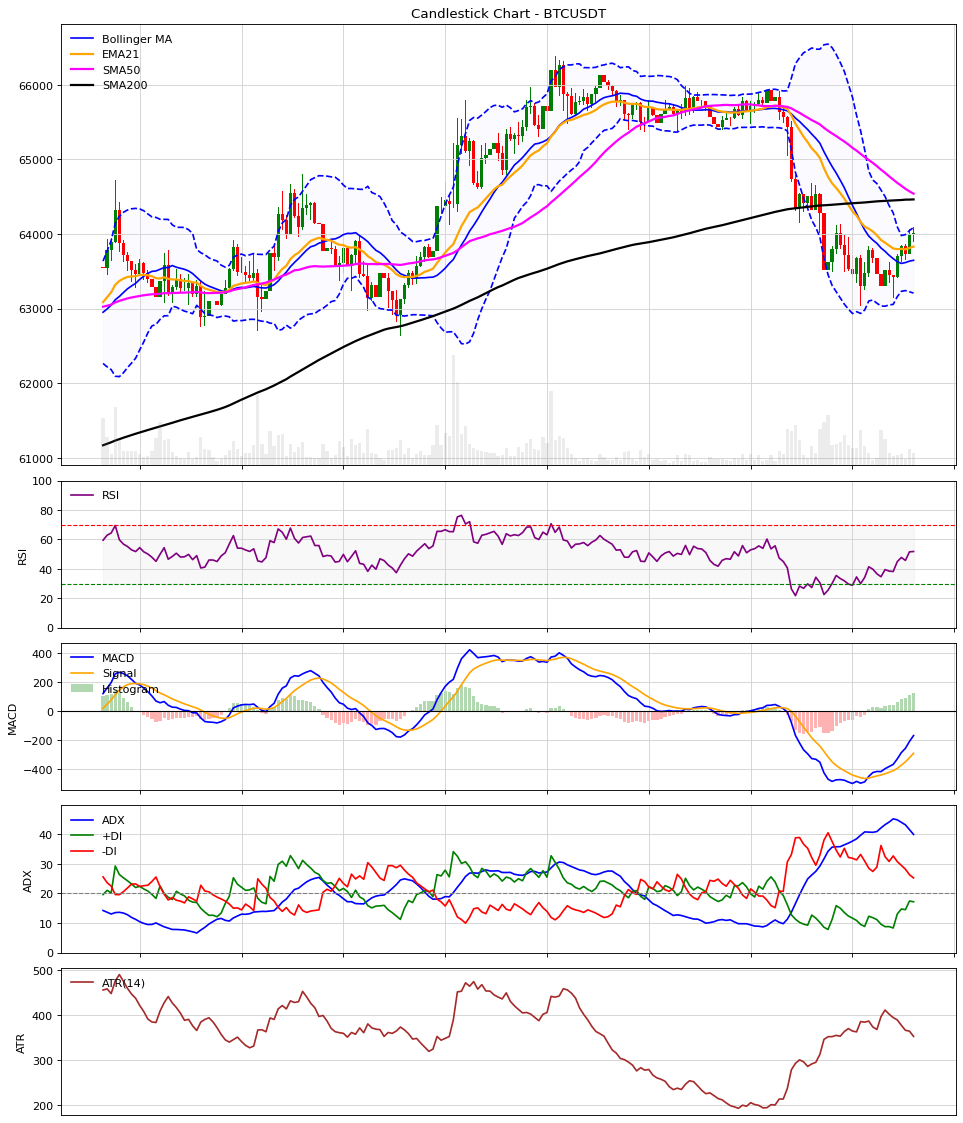 Candlestick Chart - BTCUSDT
Bollinger MA
EMA21
SMA50
SMA200
66000
65000
64000
63000
62000
61000
RSI
RSI
100
80
60
40
20
0
MACD
Signal
Histogram
MACD
400
200
0
−200
−400
ADX
+DI
-DI
ADX
40
30
20
10
0
ATR(14)
ATR
500
400
300
200